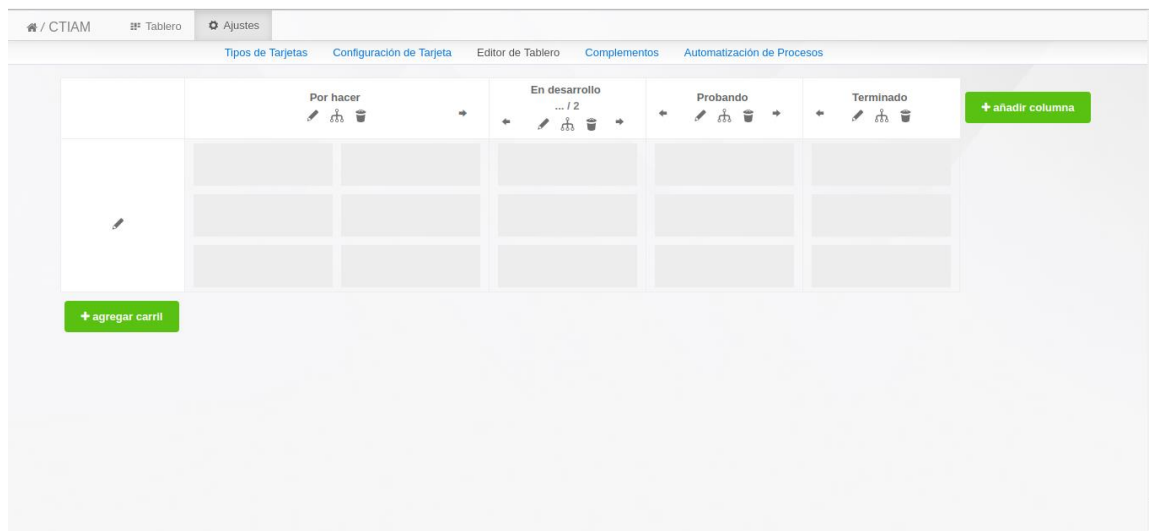 / CTIAM
Tablero
Ajustes
Tipos de Tarjetas
Configuración de Tarjeta
Editor de Tablero
Complementos
Automatización de Procesos
Por hacer
En desarrollo
... / 2
Probando
Terminado
+ añadir columna
+ agregar carril